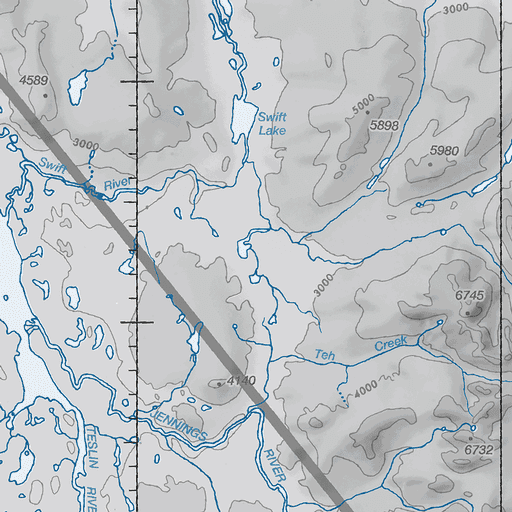 3000
4589
5000
Swift
Lake
5898
3000
5980
Swift River
3000
6745
Teh Creek
4140
4000
JENNINGS
RIVER
TESLIN
RIVER
6732